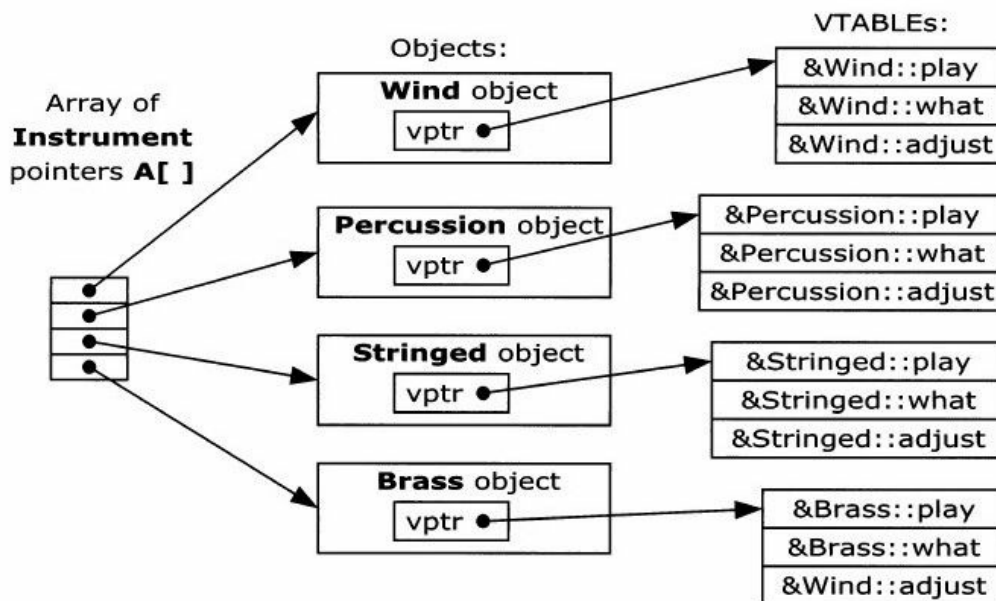 Array of
Instrument
pointers A[ ]
Objects:
Wind object
vptr
Percussion object
vptr
Stringed object
vptr
Brass object
vptr
VTABLEs:
&Wind::play
&Wind::what
&Wind::adjust
&Percussion::play
&Percussion::what
&Percussion::adjust
&Stringed::play
&Stringed::what
&Stringed::adjust
&Brass::play
&Brass::what
&Wind::adjust